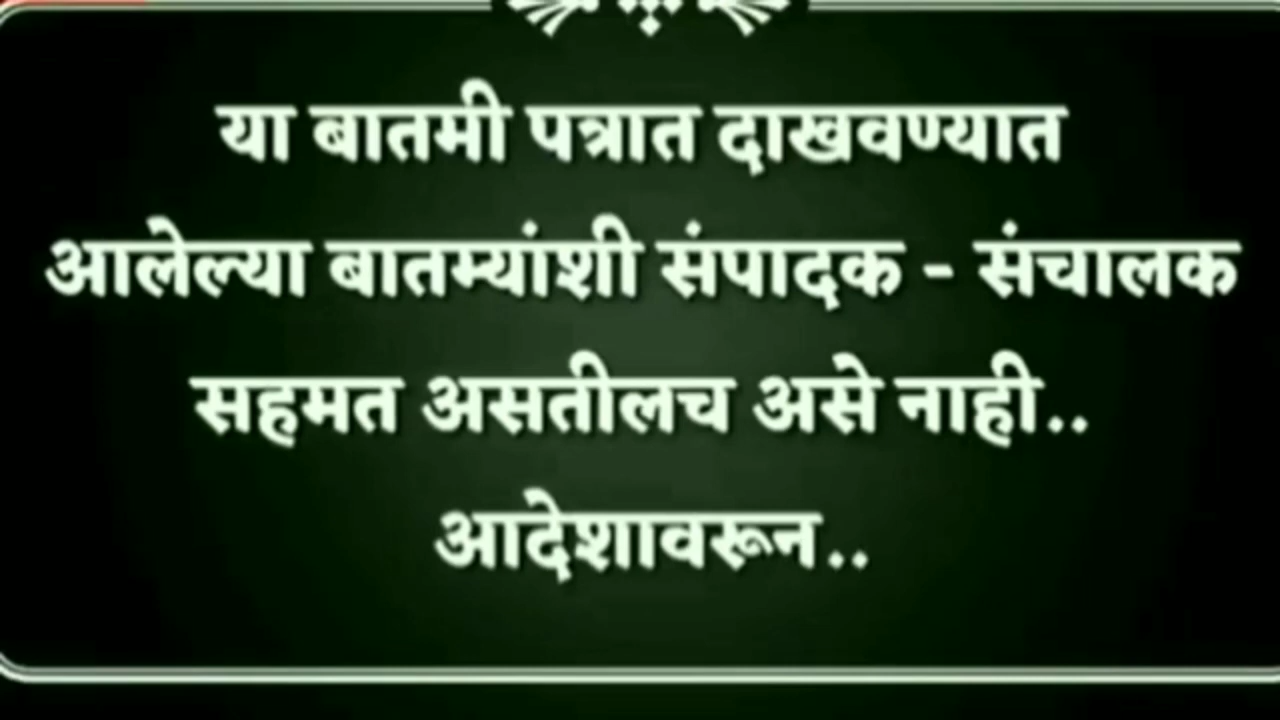 या बातमी पत्रात दाखवण्यात
आलेल्या बातम्यांशी संपादक - संचालक
सहमत असतीलच असे नाही..
आदेशावरून..